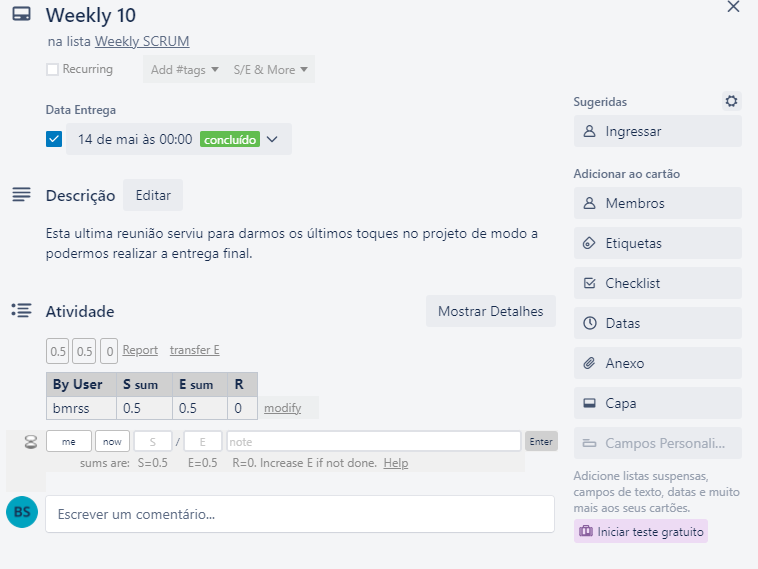 Weekly 10
na lista Weekly SCRUM
Recurring
Add #tags
S/E & More
Data Entrega
14 de mai às 00:00 concluído
Descrição
Editar
Esta ultima reunião serviu para darmos os últimos toques no projeto de modo a
podermos realizar a entrega final.
Atividade
Mostrar Detalhes
0.5 0.5 0 Report transfer E
By User S sum E sum R
bmrss 0.5 0.5 0 modify
me now S / E note Enter
sums are: S=0.5 E=0.5 R=0. Increase E if not done. Help
BS
Escrever um comentário...
Sugeridas
Ingressar
Adicionar ao cartão
Membros
Etiquetas
Checklist
Datas
Anexo
Capa
Campos Personali...
Adicione listas suspensas,
campos de texto, datas e muito
mais aos seus cartões.
Iniciar teste gratuito